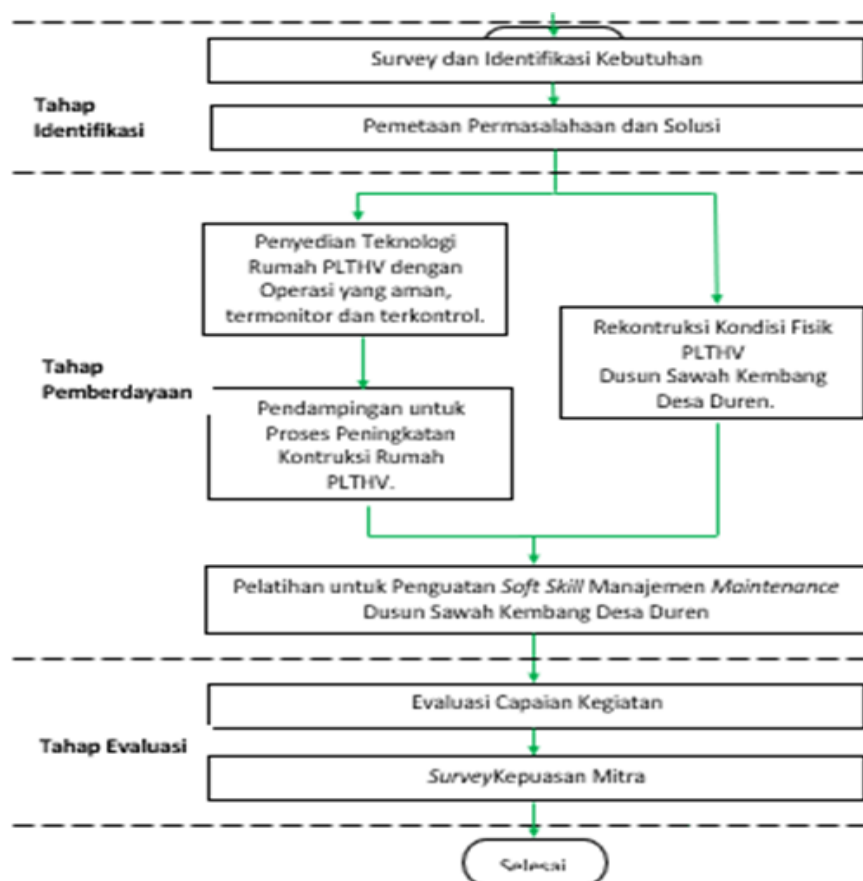 Survey dan Identifikasi Kebutuhan
Tahap
Identifikasi
Pemetaan Permasalahaan dan Solusi
Penyedian Teknologi
Rumah PLTHV dengan
Operasi yang aman,
termonitor dan terkontrol.
Rekontruksi Kondisi Fisik
PLTHV
Dusun Sawah Kembang
Desa Duren.
Tahap
Pemberdayaan
Pendampingan untuk
Proses Peningkatan
Kontruksi Rumah
PLTHV.
Pelatihan untuk Penguatan Soft Skill Manajemen Maintenance
Dusun Sawah Kembang Desa Duren
Evaluasi Capaian Kegiatan
Tahap Evaluasi
SurveyKepuasan Mitra
Selesai